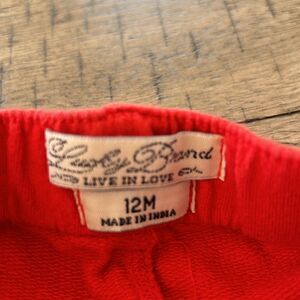 Lucky Brand
LIVE IN LOVE
12M
MADE IN INDIA